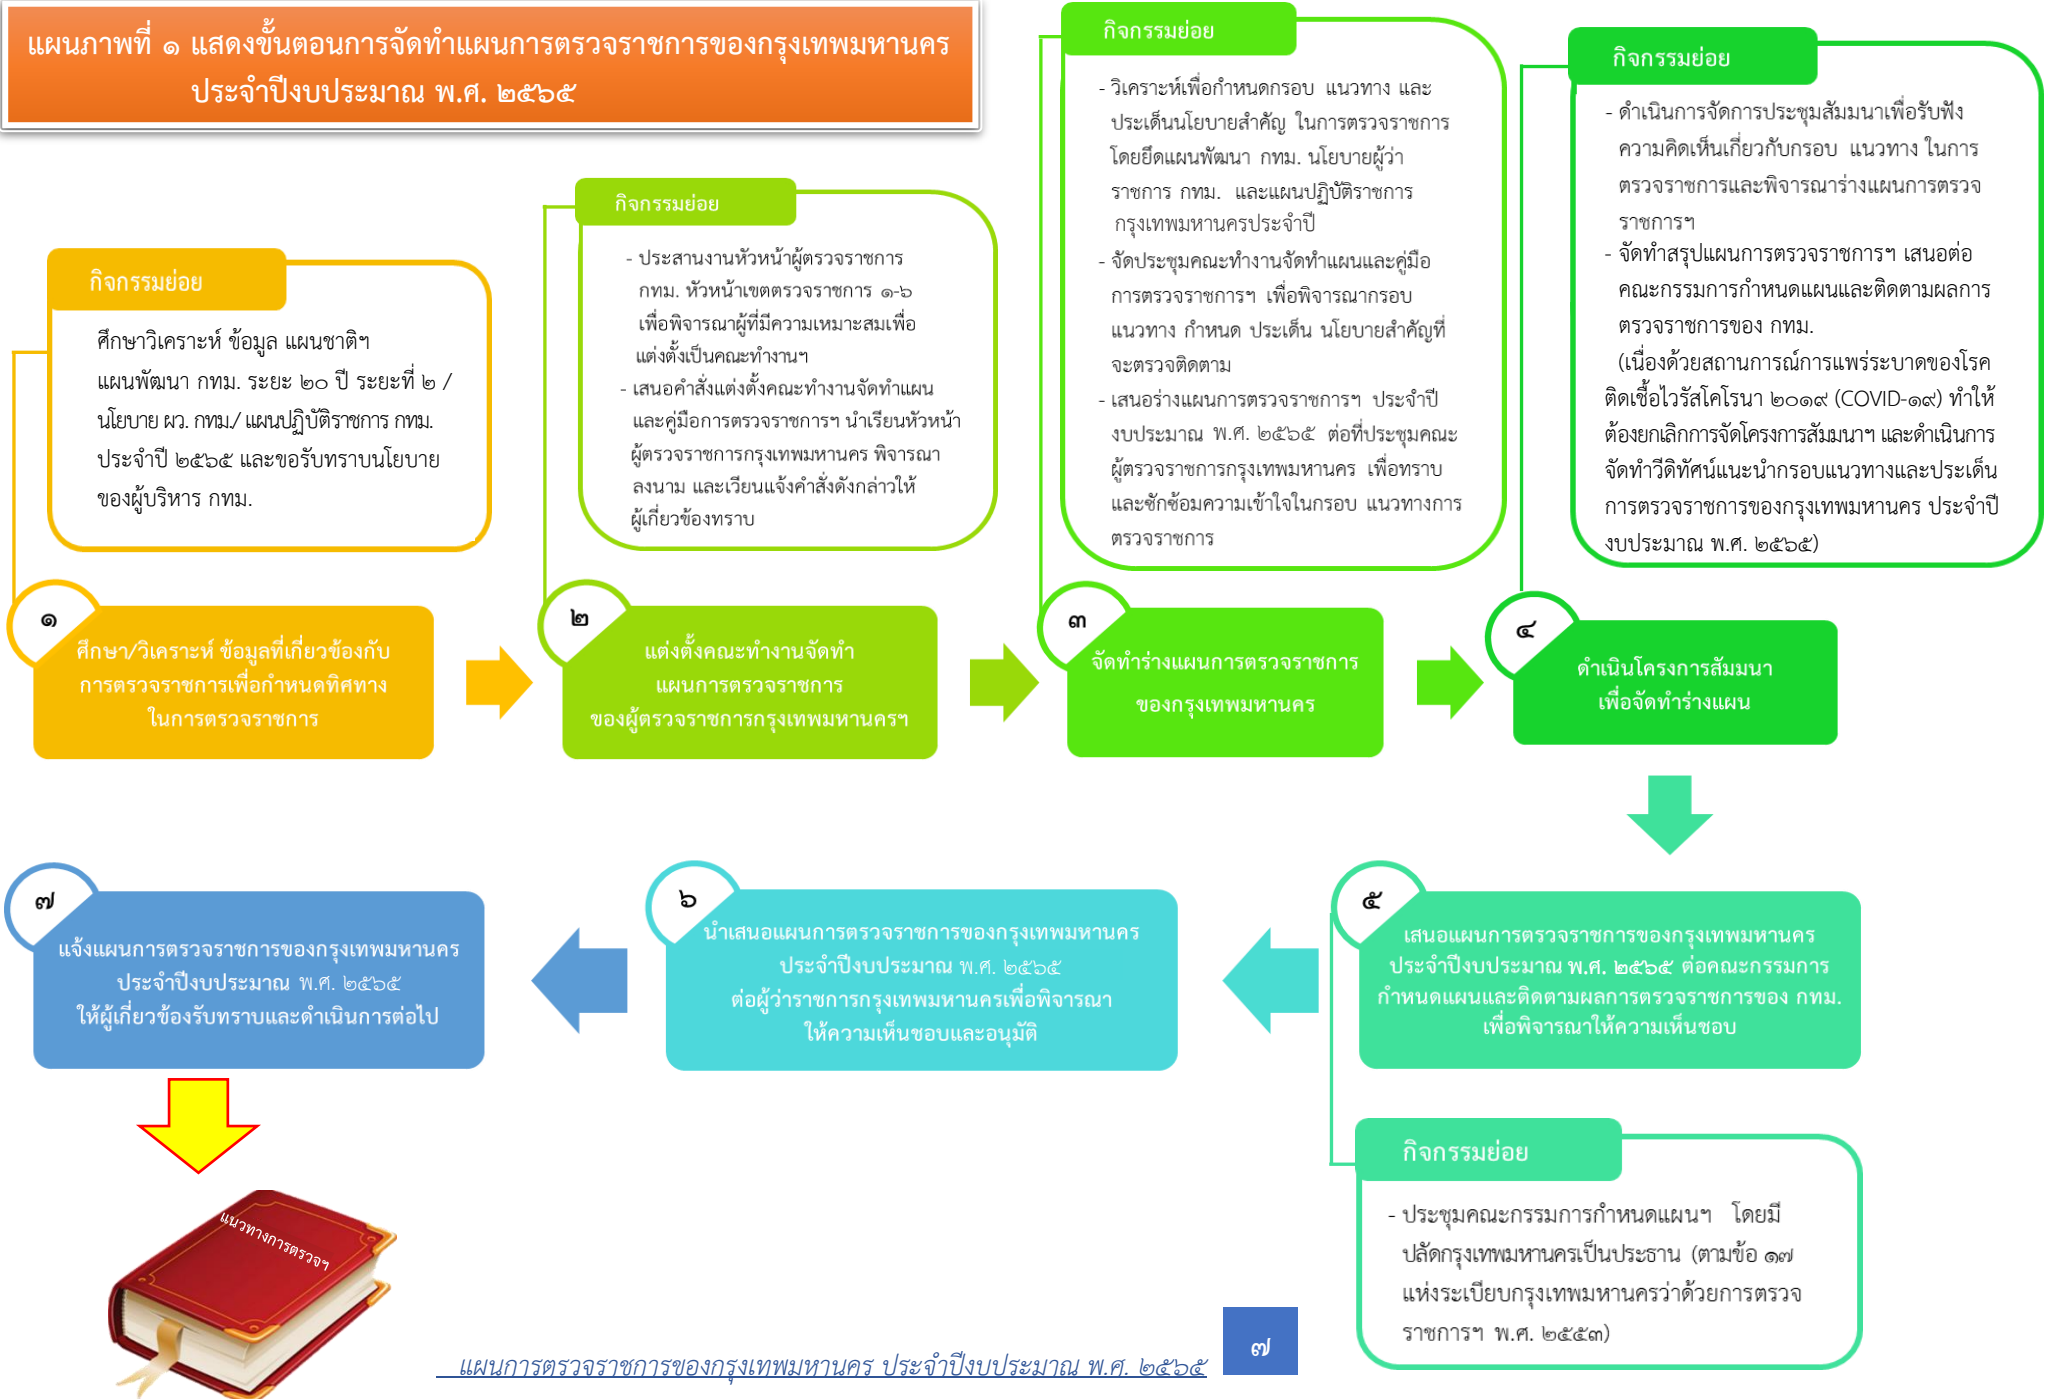 แผนภาพที่ ๑ แสดงขั้นตอนการจัดทำแผนการตรวจราชการของกรุงเทพมหานคร
ประจำปีงบประมาณ พ.ศ. ๒๕๖๕
กิจกรรมย่อย
ศึกษาวิเคราะห์ ข้อมูล แผนชาติฯ
แผนพัฒนา กทม. ระยะ ๒๐ ปี ระยะที่ ๒ /
นโยบาย ผว. กทม./ แผนปฏิบัติราชการ กทม.
ประจำปี ๒๕๖๕ และขอรับทราบนโยบาย
ของผู้บริหาร กทม.
๑
ศึกษา/วิเคราะห์ ข้อมูลที่เกี่ยวข้องกับ
การตรวจราชการเพื่อกำหนดทิศทาง
ในการตรวจราชการ
กิจกรรมย่อย
- ประสานงานหัวหน้าผู้ตรวจราชการ
กทม. หัวหน้าเขตตรวจราชการ ๑-๖
เพื่อพิจารณาผู้ที่มีความเหมาะสมเพื่อ
แต่งตั้งเป็นคณะทำงานฯ
- เสนอคำสั่งแต่งตั้งคณะทำงานจัดทำแผน
และคู่มือการตรวจราชการฯ นำเรียนหัวหน้า
ผู้ตรวจราชการกรุงเทพมหานคร พิจารณา
ลงนาม และเวียนแจ้งคำสั่งดังกล่าวให้
ผู้เกี่ยวข้องทราบ
๒
แต่งตั้งคณะทำงานจัดทำ
แผนการตรวจราชการ
ของผู้ตรวจราชการกรุงเทพมหานครฯ
กิจกรรมย่อย
- วิเคราะห์เพื่อกำหนดกรอบ แนวทาง และ
ประเด็นนโยบายสำคัญ ในการตรวจราชการ
โดยยึดแผนพัฒนา กทม. นโยบายผู้ว่า
ราชการ กทม. และแผนปฏิบัติราชการ
กรุงเทพมหานครประจำปี
- จัดประชุมคณะทำงานจัดทำแผนและคู่มือ
การตรวจราชการฯ เพื่อพิจารณากรอบ
แนวทาง กำหนด ประเด็น นโยบายสำคัญที่
จะตรวจติดตาม
- เสนอร่างแผนการตรวจราชการฯ ประจำปี
งบประมาณ พ.ศ. ๒๕๖๕ ต่อที่ประชุมคณะ
ผู้ตรวจราชการกรุงเทพมหานคร เพื่อทราบ
และซักซ้อมความเข้าใจในกรอบ แนวทางการ
ตรวจราชการ
๓
จัดทำร่างแผนการตรวจราชการ
ของกรุงเทพมหานคร
กิจกรรมย่อย
- ดำเนินการจัดการประชุมสัมมนาเพื่อรับฟัง
ความคิดเห็นเกี่ยวกับกรอบ แนวทาง ในการ
ตรวจราชการและพิจารณาร่างแผนการตรวจ
ราชการฯ
- จัดทำสรุปแผนการตรวจราชการฯ เสนอต่อ
คณะกรรมการกำหนดแผนและติดตามผลการ
ตรวจราชการของ กทม.
(เนื่องด้วยสถานการณ์การแพร่ระบาดของโรค
ติดเชื้อไวรัสโคโรนา ๒๐๑๙ (COVID-๑๙) ทำให้
ต้องยกเลิกการจัดโครงการสัมมนาฯ และดำเนินการ
จัดทำวีดิทัศน์แนะนำกรอบแนวทางและประเด็น
การตรวจราชการของกรุงเทพมหานคร ประจำปี
งบประมาณ พ.ศ. ๒๕๖๕)
๔
ดำเนินโครงการสัมมนา
เพื่อจัดทำร่างแผน
๕
เสนอแผนการตรวจราชการของกรุงเทพมหานคร
ประจำปีงบประมาณ พ.ศ. ๒๕๖๕ ต่อคณะกรรมการ
กำหนดแผนและติดตามผลการตรวจราชการของ กทม.
เพื่อพิจารณาให้ความเห็นชอบ
กิจกรรมย่อย
- ประชุมคณะกรรมการกำหนดแผนฯ โดยมี
ปลัดกรุงเทพมหานครเป็นประธาน (ตามข้อ ๑๗
แห่งระเบียบกรุงเทพมหานครว่าด้วยการตรวจ
ราชการฯ พ.ศ. ๒๕๕๓)
๖
นำเสนอแผนการตรวจราชการของกรุงเทพมหานคร
ประจำปีงบประมาณ พ.ศ. ๒๕๖๕
ต่อผู้ว่าราชการกรุงเทพมหานครเพื่อพิจารณา
ให้ความเห็นชอบและอนุมัติ
๗
แจ้งแผนการตรวจราชการของกรุงเทพมหานคร
ประจำปีงบประมาณ พ.ศ. ๒๕๖๕
ให้ผู้เกี่ยวข้องรับทราบและดำเนินการต่อไป
แนวทางการตรวจฯ
แผนการตรวจราชการของกรุงเทพมหานคร ประจำปีงบประมาณ พ.ศ. ๒๕๖๕
๗